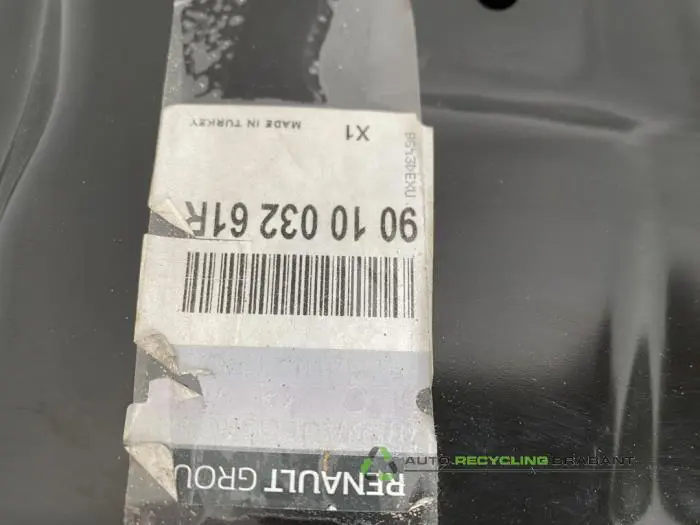 RENAULT GROU
90 10 032 61R
X1
MADE IN TURKEY
AUTO RECYCLING BRABANT